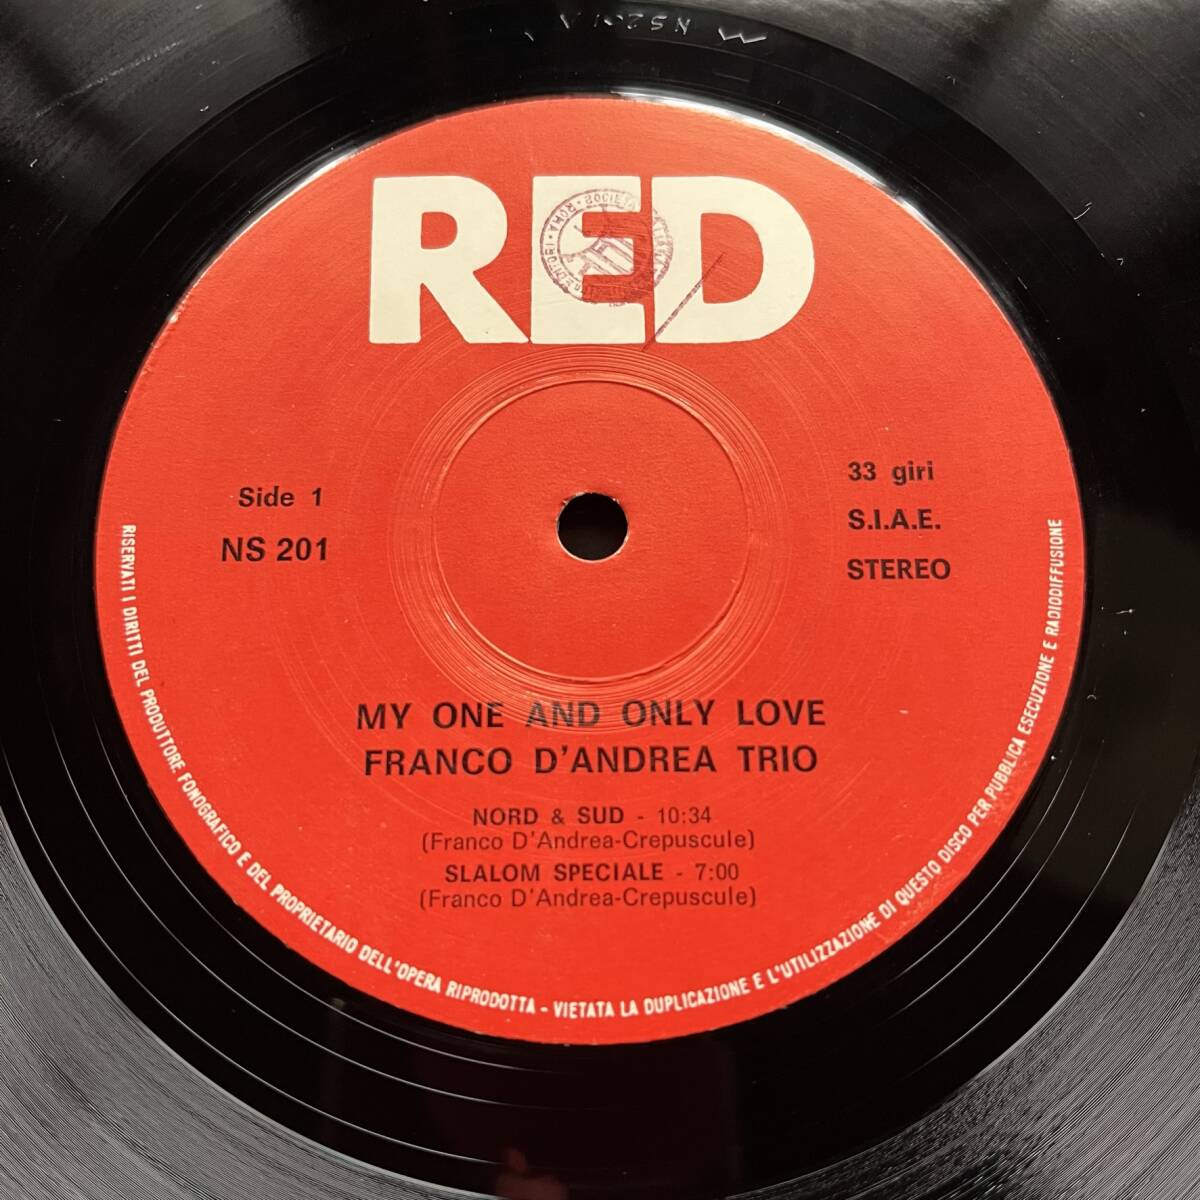 RED
ROMA • SOCIETÀ
Side 1
NS 201
33 giri
S.I.A.E.
STEREO
MY ONE AND ONLY LOVE
FRANCO D'ANDREA TRIO
NORD & SUD - 10:34
(Franco D'Andrea-Crepuscule)
SLALOM SPECIALE - 7:00
(Franco D'Andrea-Crepuscule)
RISERVATI I DIRITTI DEL PRODUTTORE FONOGRAFICO E DEL PROPRIETARIO DELL'OPERA RIPRODOTTA - VIETATA LA DUPLICAZIONE E L'UTILIZZAZIONE DI QUESTO DISCO PER PUBBLICA ESECUZIONE E RADIODIFFUSIONE